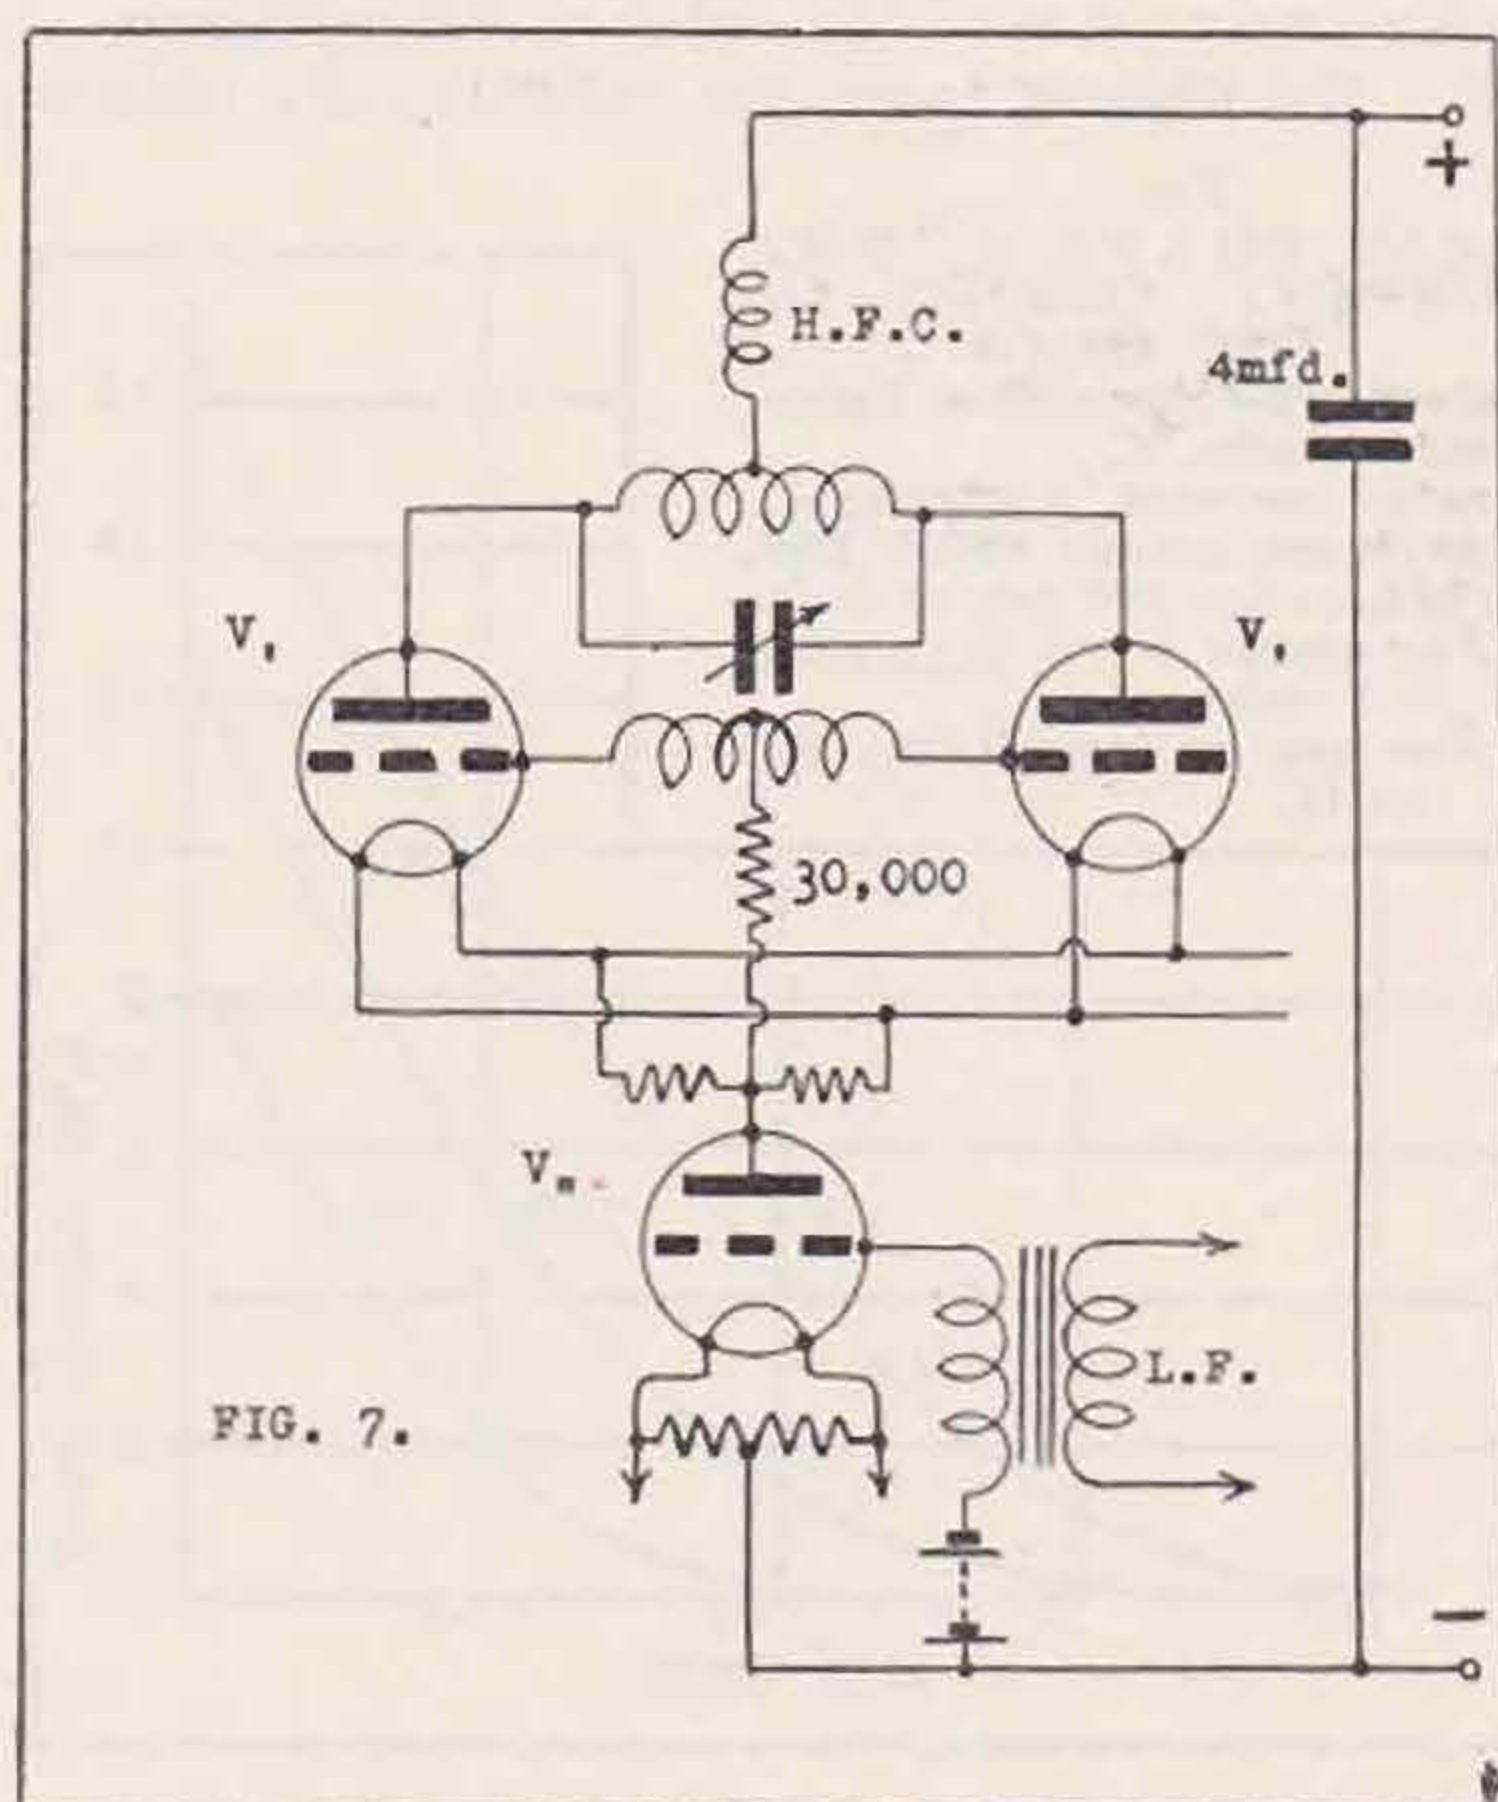 +
H.F.C.
4mfd.
V,
V,
30,000
V
L.F.
FIG. 7.
−